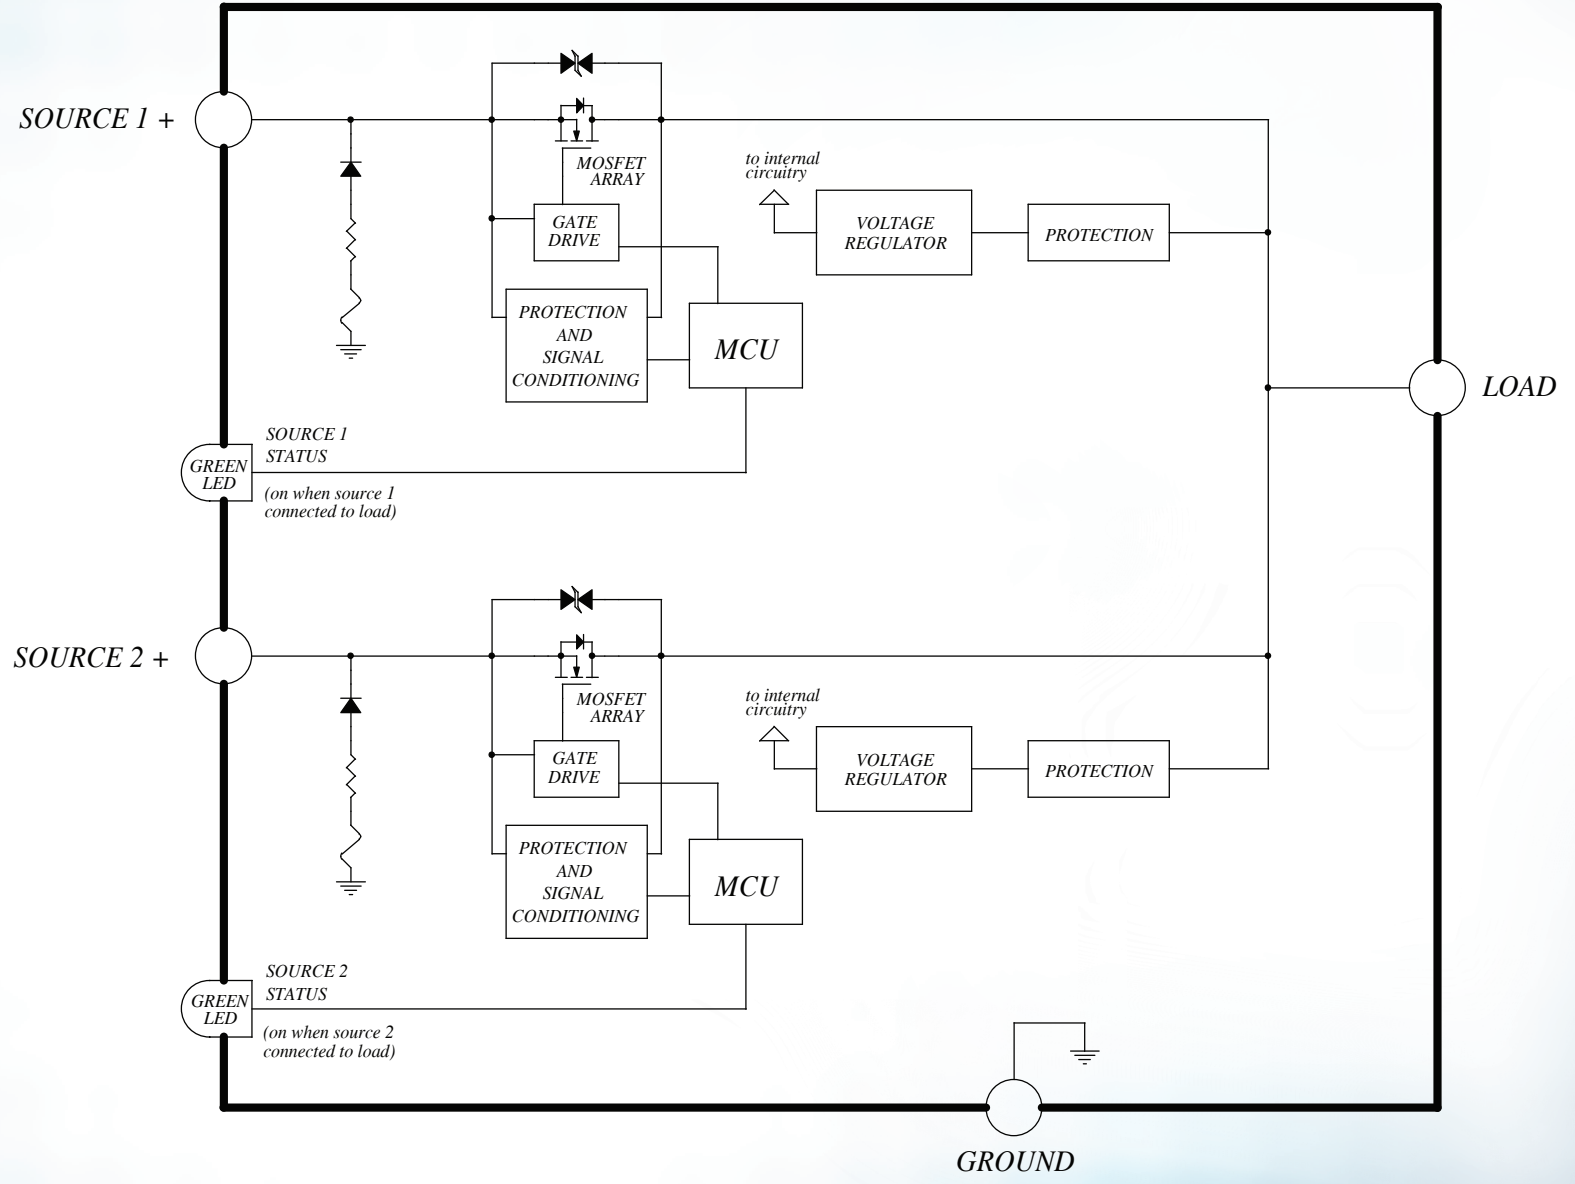 SOURCE 1 +
MOSFET
ARRAY
to internal
circuitry
GATE
DRIVE
VOLTAGE
REGULATOR
PROTECTION
PROTECTION
AND
SIGNAL
CONDITIONING
MCU
LOAD
SOURCE 1
STATUS
GREEN
LED
(on when source 1
connected to load)
SOURCE 2 +
MOSFET
ARRAY
to internal
circuitry
GATE
DRIVE
VOLTAGE
REGULATOR
PROTECTION
PROTECTION
AND
SIGNAL
CONDITIONING
MCU
SOURCE 2
STATUS
GREEN
LED
(on when source 2
connected to load)
GROUND